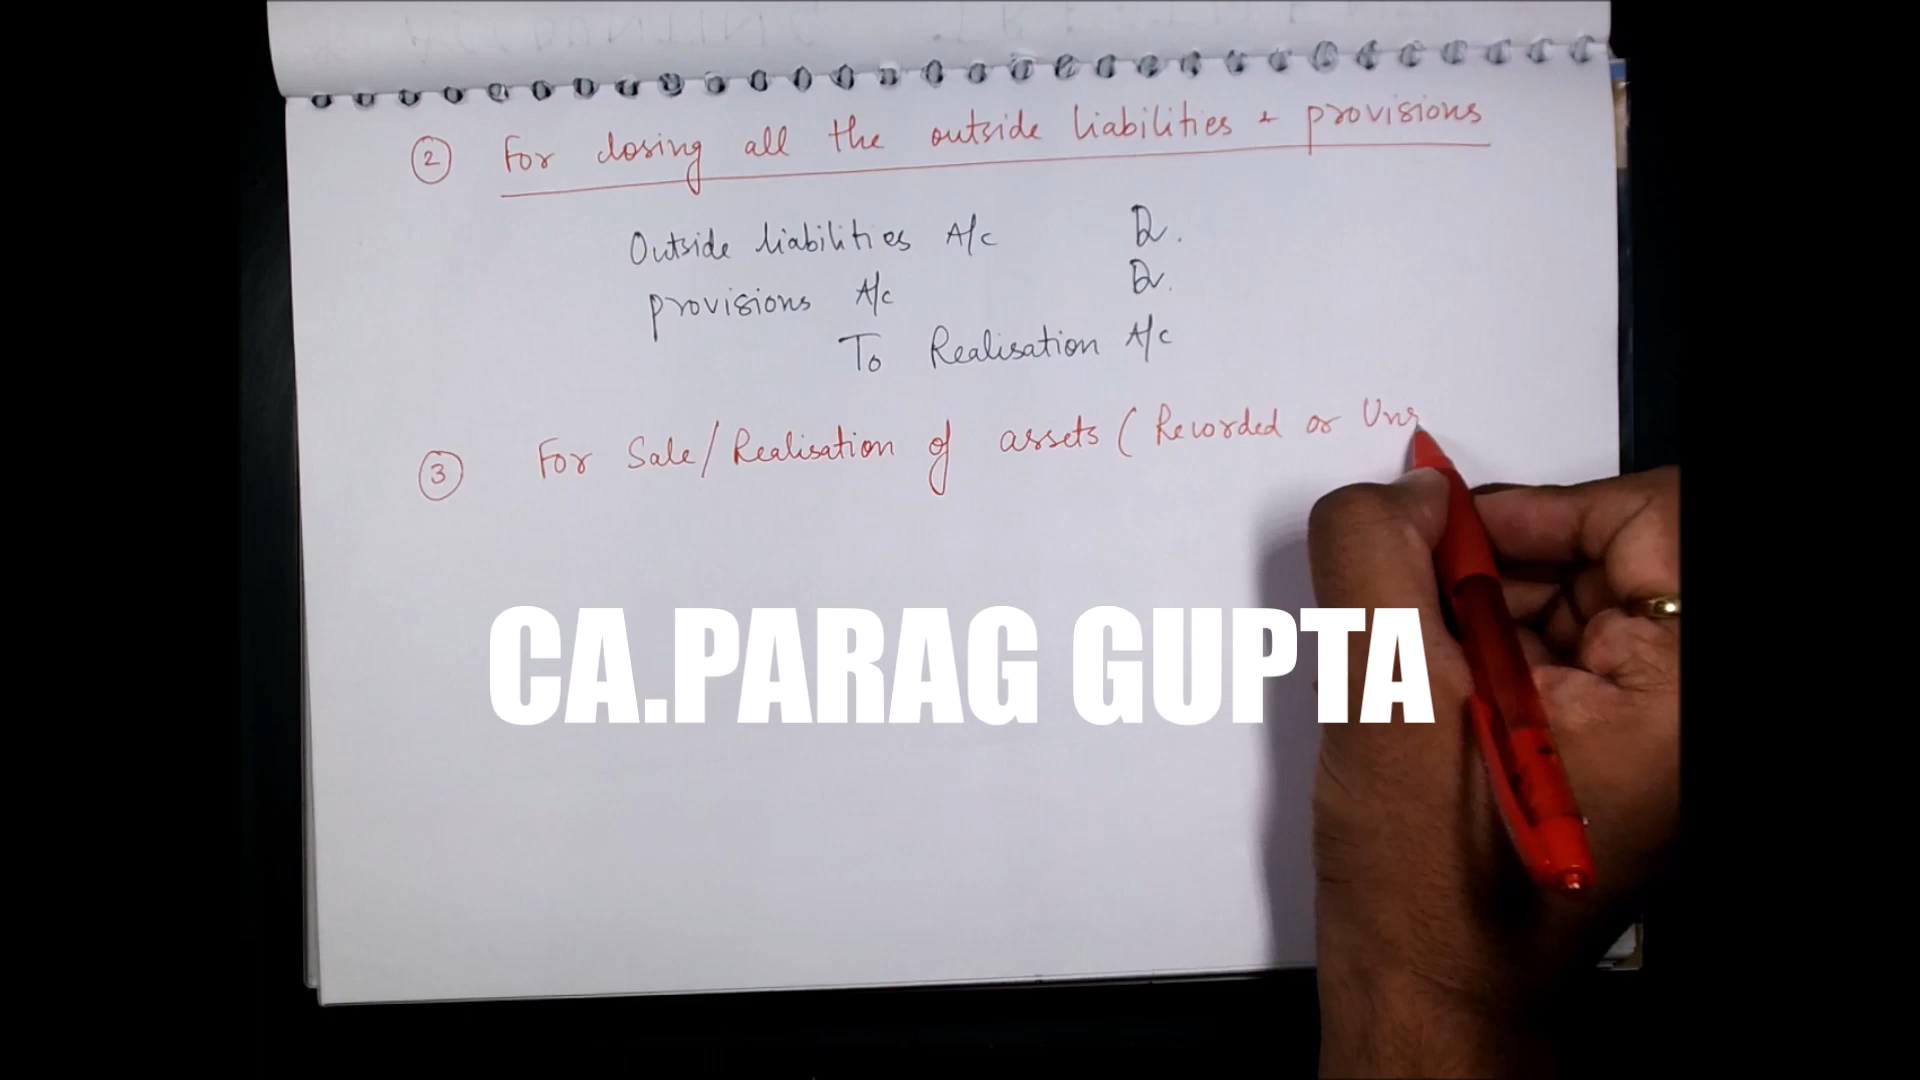 ② For closing all the outside liabilities & provisions
Outside liabilities A/c Dr.
provisions A/c Dr.
To Realisation A/c
③ For Sale/Realisation of assets (Recorded or Unr
CA.PARAG GUPTA